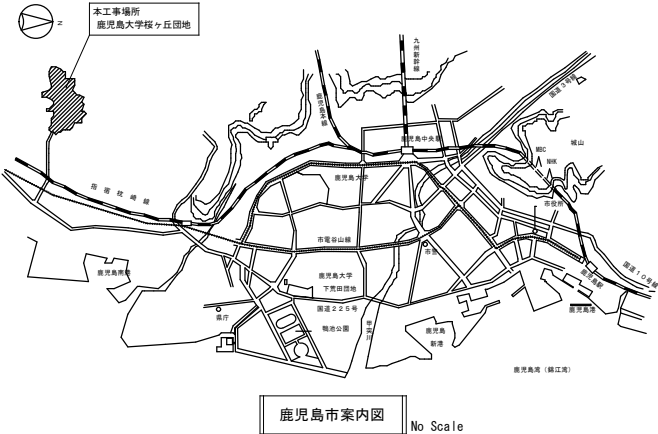 本工事場所
鹿児島大学桜ヶ丘団地
N
九州新幹線
鹿児島本線
国道3号線
鹿児島中央駅
城山
MBC
NHK
指宿枕崎線
鹿児島大学
市役所
市電谷山線
市営
国道10号線
鹿児島駅
鹿児島南港
鹿児島大学
下荒田団地
国道225号
鹿児島港
県庁
鴨池公園
甲突川
鹿児島
新港
鹿児島湾（錦江湾）
鹿児島市案内図
No Scale